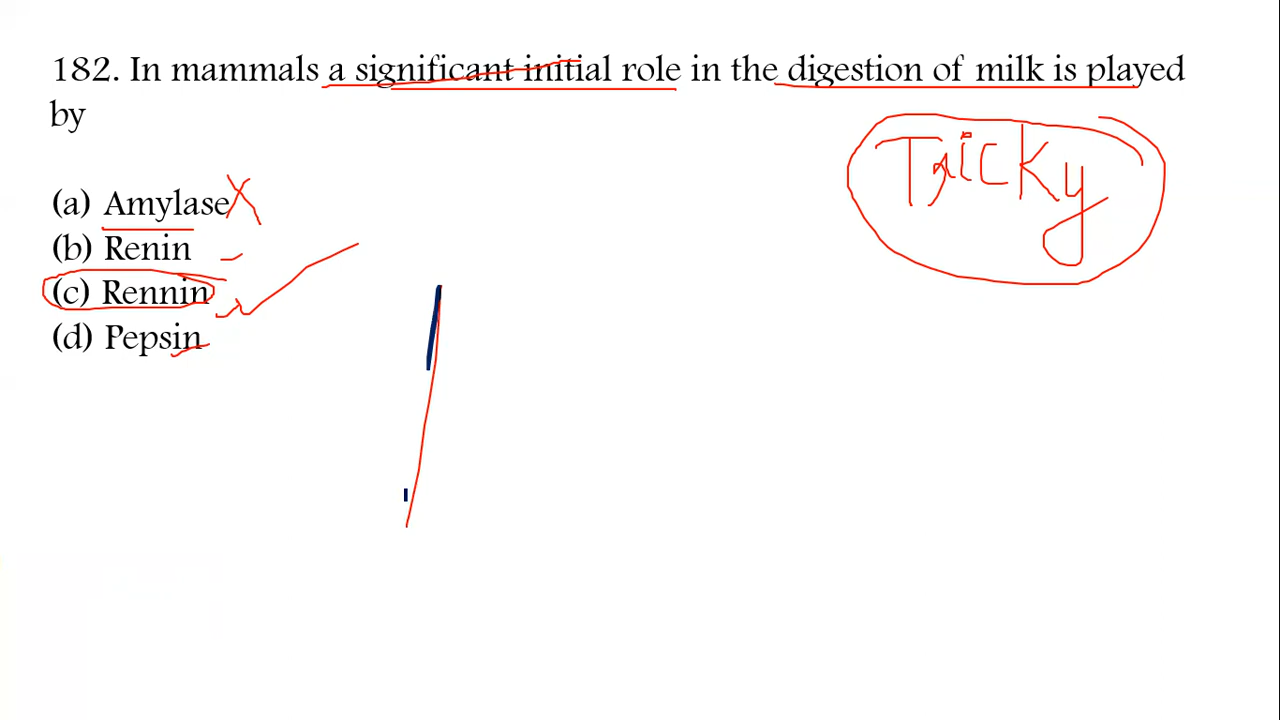 182. In mammals a significant initial role in the digestion of milk is played
by
Tricky
(a) Amylase
(b) Renin
(c) Rennin
(d) Pepsin